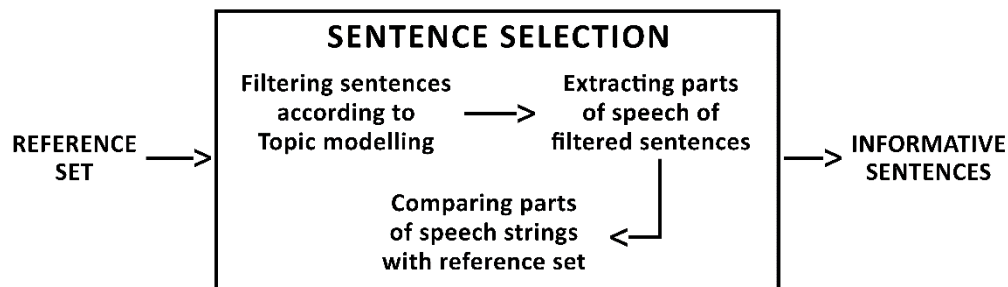 SENTENCE SELECTION
Filtering sentences
according to
Topic modelling
Extracting parts
of speech of
filtered sentences
REFERENCE
SET
INFORMATIVE
SENTENCES
Comparing parts
of speech strings
with reference set